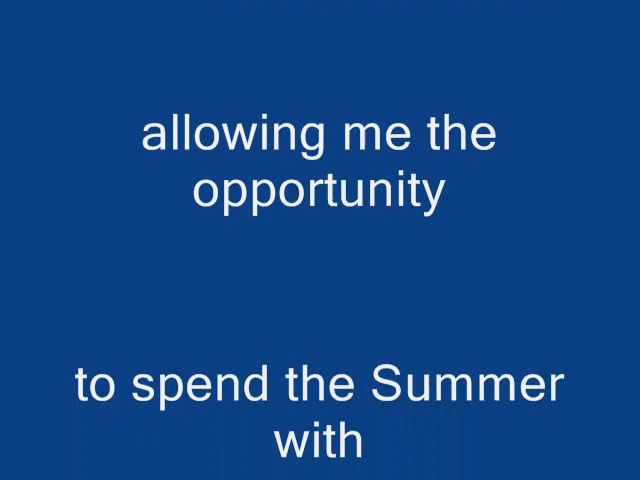 allowing me the
opportunity
to spend the Summer
with